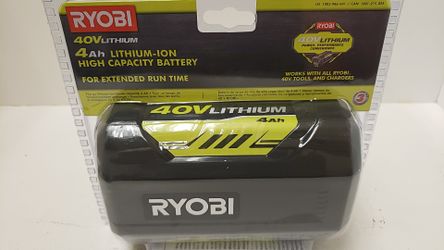 RYOBI
40V LITHIUM
4Ah LITHIUM-ION
HIGH CAPACITY BATTERY
FOR EXTENDED RUN TIME
RYOBI
40V LITHIUM
WORKS WITH ALL RYOBI
40V TOOLS, AND CHARGERS
3
40V LITHIUM
4Ah
RYOBI